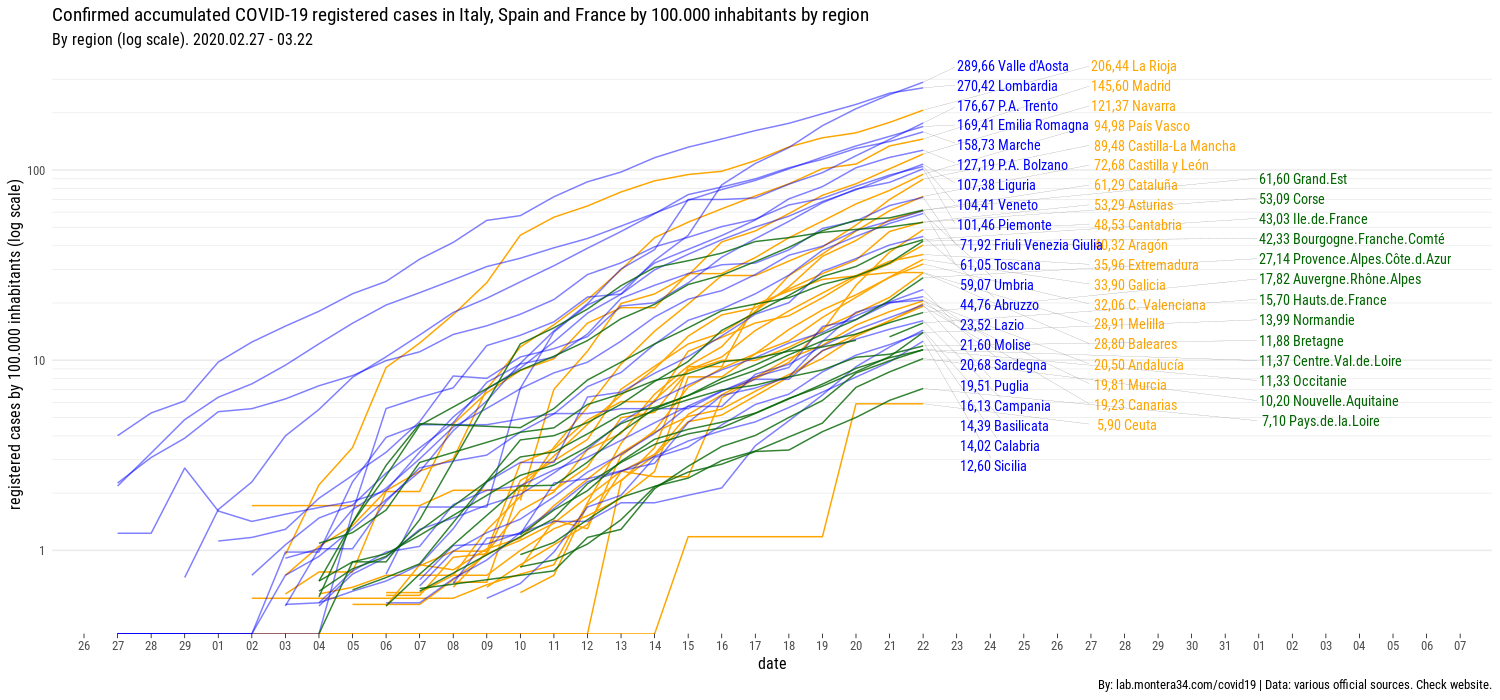 Confirmed accumulated COVID-19 registered cases in Italy, Spain and France by 100.000 inhabitants by region
By region (log scale). 2020.02.27 - 03.22
registered cases by 100.000 inhabitants (log scale)
100
10
1
289,66 Valle d'Aosta
270,42 Lombardia
176,67 P.A. Trento
169,41 Emilia Romagna
158,73 Marche
127,19 P.A. Bolzano
107,38 Liguria
104,41 Veneto
101,46 Piemonte
71,92 Friuli Venezia Giulia
61,05 Toscana
59,07 Umbria
44,76 Abruzzo
23,52 Lazio
21,60 Molise
20,68 Sardegna
19,51 Puglia
16,13 Campania
14,39 Basilicata
14,02 Calabria
12,60 Sicilia
206,44 La Rioja
145,60 Madrid
121,37 Navarra
94,98 País Vasco
89,48 Castilla-La Mancha
72,68 Castilla y León
61,29 Cataluña
53,29 Asturias
48,53 Cantabria
Aragón
35,96 Extremadura
33,90 Galicia
32,06 C. Valenciana
28,91 Melilla
28,80 Baleares
20,50 Andalucía
19,81 Murcia
19,23 Canarias
5,90 Ceuta
61,60 Grand.Est
53,09 Corse
43,03 Ile.de.France
42,33 Bourgogne.Franche.Comté
27,14 Provence.Alpes.Côte.d.Azur
17,82 Auvergne.Rhône.Alpes
15,70 Hauts.de.France
13,99 Normandie
11,88 Bretagne
11,37 Centre.Val.de.Loire
11,33 Occitanie
10,20 Nouvelle.Aquitaine
7,10 Pays.de.la.Loire
26 27 28 29 01 02 03 04 05 06 07 08 09 10 11 12 13 14 15 16 17 18 19 20 21 22 23 24 25 26 27 28 29 30 31 01 02 03 04 05 06 07
date
By: lab.montera34.com/covid19 | Data: various official sources. Check website.